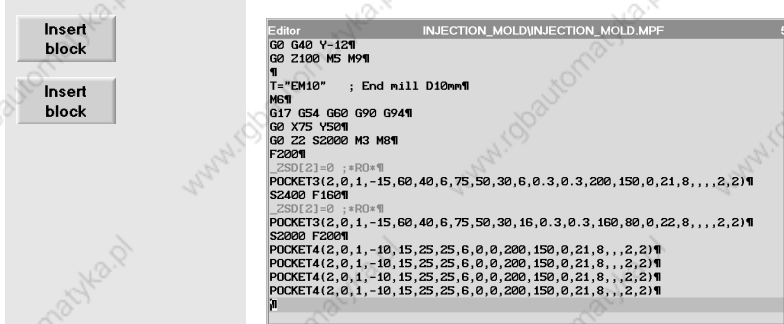 Insert
block
Insert
block
Editor INJECTION_MOLD\INJECTION_MOLD.MPF 5
G0 G40 Y-12¶
G0 Z100 M5 M9¶
¶
T="EM10" ; End mill D10mm¶
M6¶
G17 G54 G60 G90 G94¶
G0 X75 Y50¶
G0 Z2 S2000 M3 M8¶
F200¶
_ZSD[2]=0 ;*RO*¶
POCKET3(2,0,1,-15,60,40,6,75,50,30,6,0.3,0.3,200,150,0,21,8,,,,2,2)¶
S2400 F160¶
_ZSD[2]=0 ;*RO*¶
POCKET3(2,0,1,-15,60,40,6,75,50,30,16,0.3,0.3,160,80,0,22,8,,,,2,2)¶
S2000 F200¶
POCKET4(2,0,1,-10,15,25,25,6,0,0,200,150,0,21,8,,,2,2)¶
POCKET4(2,0,1,-10,15,25,25,6,0,0,200,150,0,21,8,,,2,2)¶
POCKET4(2,0,1,-10,15,25,25,6,0,0,200,150,0,21,8,,,2,2)¶
POCKET4(2,0,1,-10,15,25,25,6,0,0,200,150,0,21,8,,,2,2)¶
¶